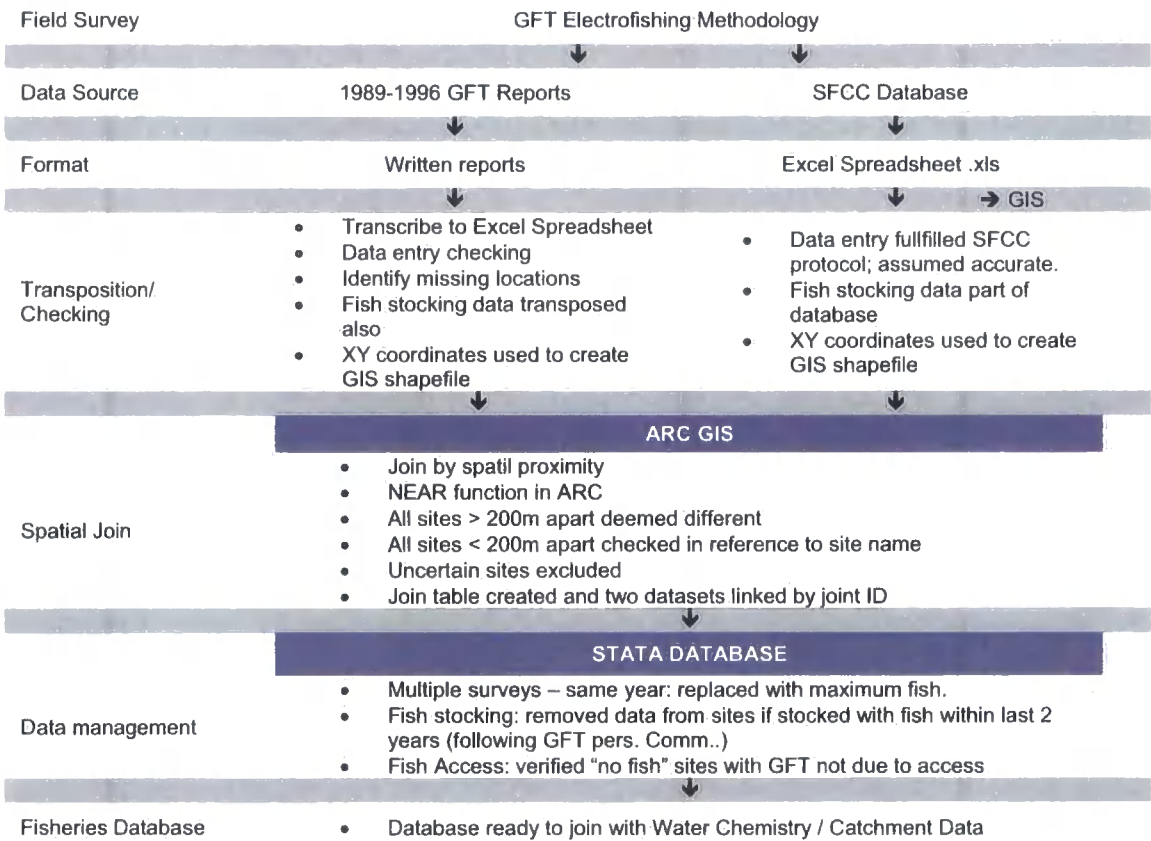 Field Survey
GFT Electrofishing Methodology
Data Source
1989-1996 GFT Reports
SFCC Database
Format
Written reports
Excel Spreadsheet .xls
→ GIS
Transposition/
Checking
• Transcribe to Excel Spreadsheet
• Data entry checking
• Identify missing locations
• Fish stocking data transposed
also
• XY coordinates used to create
GIS shapefile
• Data entry fullfilled SFCC
protocol; assumed accurate.
• Fish stocking data part of
database
• XY coordinates used to create
GIS shapefile
ARC GIS
Spatial Join
• Join by spatil proximity
• NEAR function in ARC
• All sites > 200m apart deemed different
• All sites < 200m apart checked in reference to site name
• Uncertain sites excluded
• Join table created and two datasets linked by joint ID
STATA DATABASE
Data management
• Multiple surveys – same year: replaced with maximum fish.
• Fish stocking: removed data from sites if stocked with fish within last 2
years (following GFT pers. Comm..)
• Fish Access: verified “no fish” sites with GFT not due to access
Fisheries Database
• Database ready to join with Water Chemistry / Catchment Data